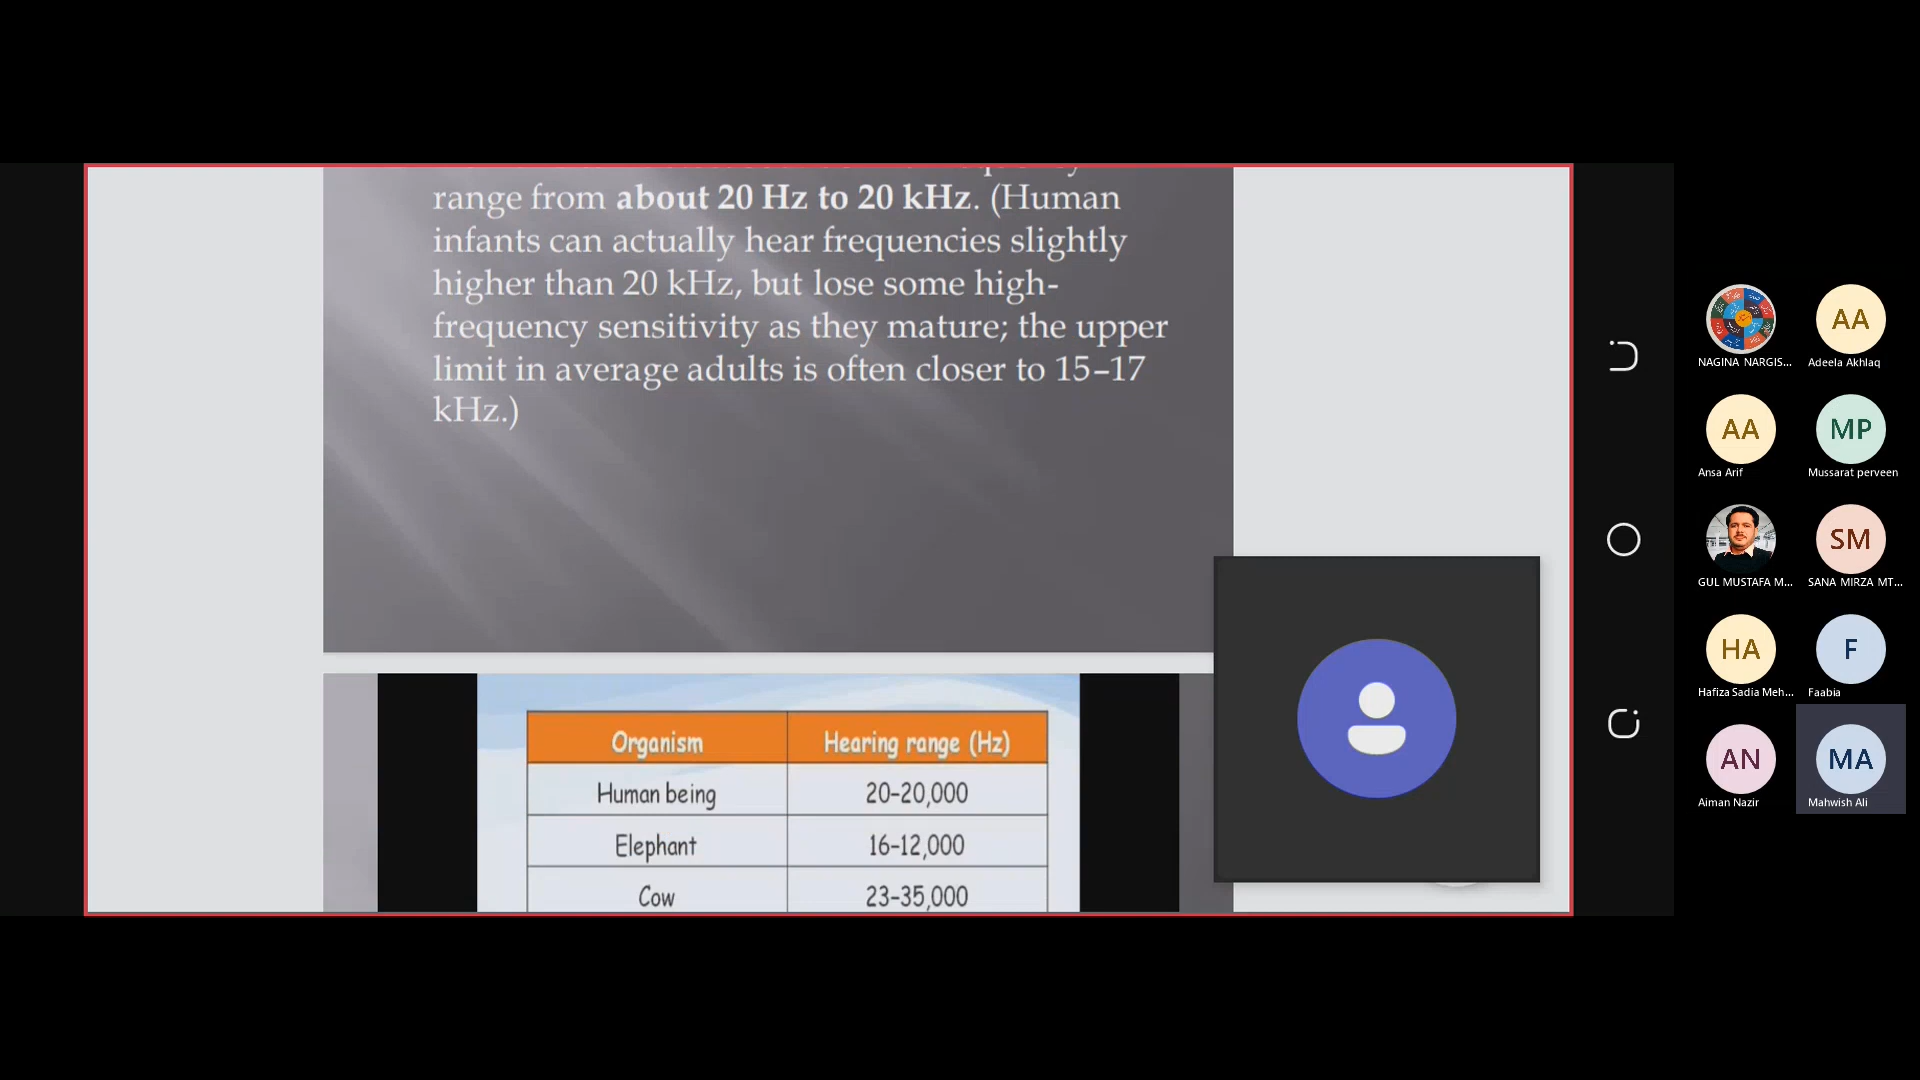 range from about 20 Hz to 20 kHz. (Human
infants can actually hear frequencies slightly
higher than 20 kHz, but lose some high-
frequency sensitivity as they mature; the upper
limit in average adults is often closer to 15–17
kHz.)
Organism Hearing range (Hz)
Human being 20–20,000
Elephant 16–12,000
Cow 23–35,000
AA
NAGINA NARGIS... Adeela Akhlaq
AA MP
Ansa Arif Mussarat perveen
SM
GUL MUSTAFA M... SANA MIRZA MT...
HA F
Hafiza Sadia Meh... Faabia
AN MA
Aiman Nazir Mahwish Ali